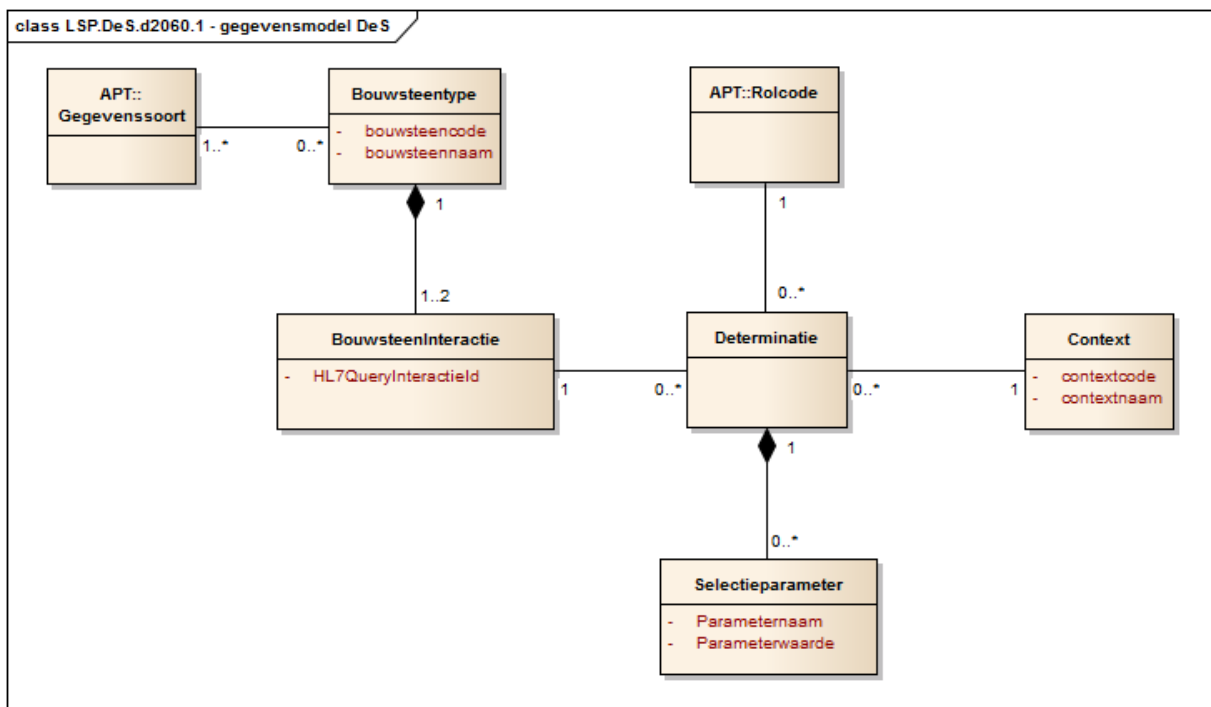 class LSP.DeS.d2060.1 - gegevensmodel DeS
APT::
Gegevenssoort
Bouwsteentype
- bouwsteencode
- bouwsteennaam
APT::Rolcode
1..*
0..*
1
1
1..2
0..*
BouwsteenInteractie
- HL7QueryInteractieId
Determinatie
Context
- contextcode
- contextnaam
1
0..*
0..*
1
1
0..*
Selectieparameter
- Parameternaam
- Parameterwaarde